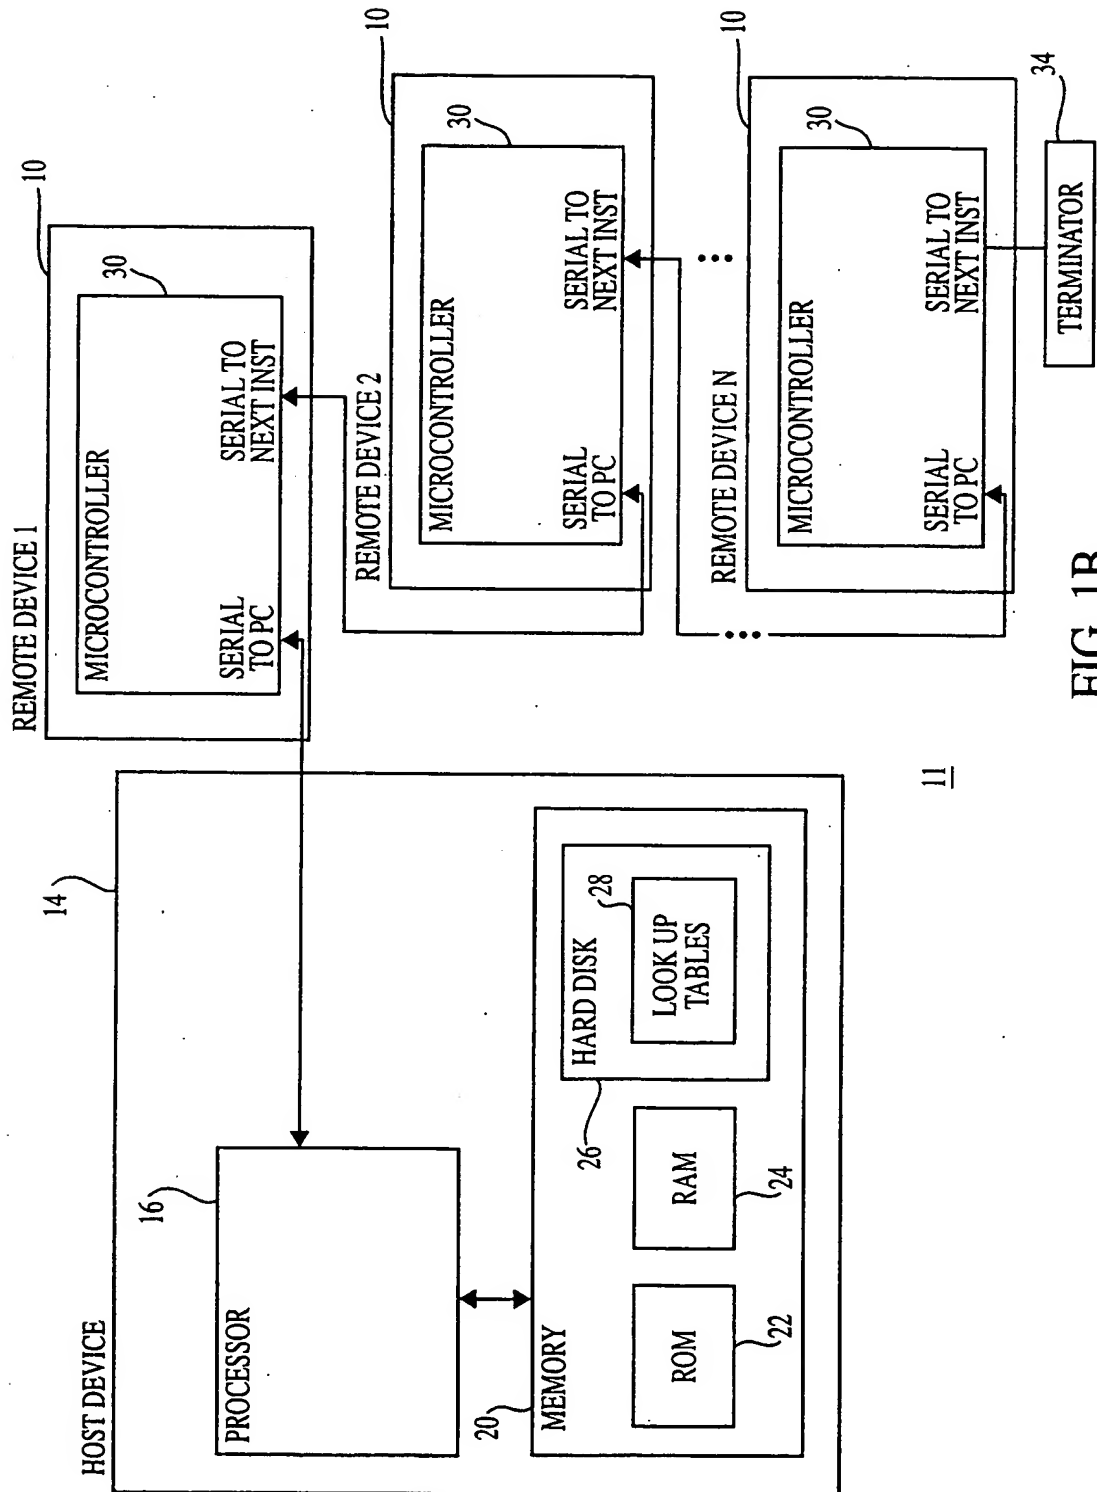 HOST DEVICE
14
PROCESSOR
16
20
MEMORY
ROM
22
RAM
24
26
HARD DISK
28
LOOK UP
TABLES
11
REMOTE DEVICE 1
10
MICROCONTROLLER
30
SERIAL
TO PC
SERIAL TO
NEXT INST
REMOTE DEVICE 2
10
MICROCONTROLLER
30
SERIAL
TO PC
SERIAL TO
NEXT INST
REMOTE DEVICE N
10
MICROCONTROLLER
30
SERIAL
TO PC
SERIAL TO
NEXT INST
TERMINATOR
34
FIG. 1B